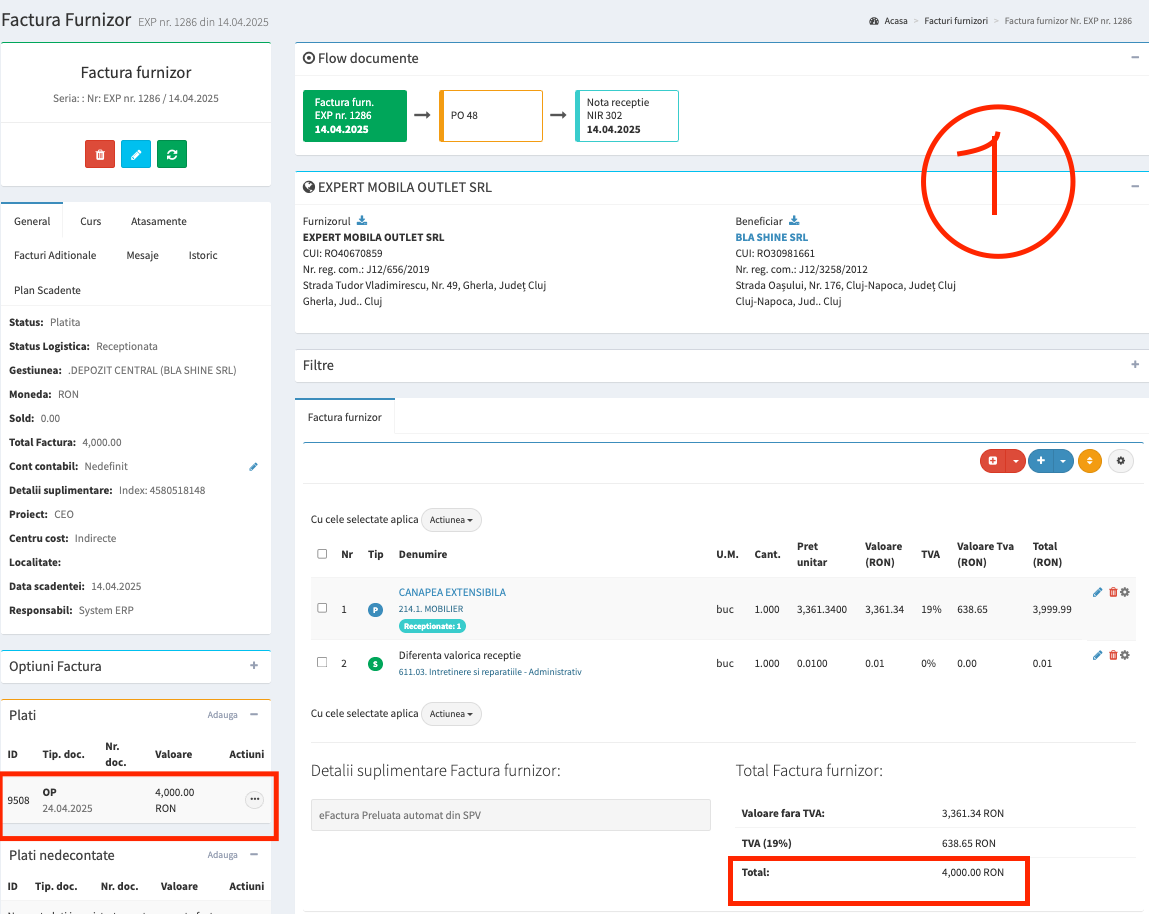 Factura Furnizor EXP nr. 1286 din 14.04.2025
Acasa > Facturi furnizori > Factura furnizor Nr. EXP nr. 1286
Factura furnizor
Seria: : Nr: EXP nr. 1286 / 14.04.2025
General Curs Atasamente
Facturi Aditionale Mesaje Istoric
Plan Scadente
Status: Platita
Status Logistica: Receptionata
Gestiunea: .DEPOZIT CENTRAL (BLA SHINE SRL)
Moneda: RON
Sold: 0.00
Total Factura: 4,000.00
Cont contabil: Nedefinit
Detalii suplimentare: Index: 4580518148
Proiect: CEO
Centru cost: Indirecte
Localitate:
Data scadentei: 14.04.2025
Responsabil: System ERP
Optiuni Factura +
Plati Adauga −
ID Tip. doc. Nr. doc. Valoare Actiuni
9508 OP 24.04.2025 4,000.00 RON
Plati nedecontate Adauga −
ID Tip. doc. Nr. doc. Valoare Actiuni
Flow documente −
Factura furn.
EXP nr. 1286
14.04.2025
PO 48
Nota receptie
NIR 302
14.04.2025
1
EXPERT MOBILA OUTLET SRL −
Furnizorul
EXPERT MOBILA OUTLET SRL
CUI: RO40670859
Nr. reg. com.: J12/656/2019
Strada Tudor Vladimirescu, Nr. 49, Gherla, Județ Cluj
Gherla, Jud.. Cluj
Beneficiar
BLA SHINE SRL
CUI: RO30981661
Nr. reg. com.: J12/3258/2012
Strada Oașului, Nr. 176, Cluj-Napoca, Județ Cluj
Cluj-Napoca, Jud.. Cluj
Filtre +
Factura furnizor
Cu cele selectate aplica Actiunea
Nr Tip Denumire U.M. Cant. Pret unitar Valoare (RON) TVA Valoare Tva (RON) Total (RON)
1 P CANAPEA EXTENSIBILA buc 1.000 3,361.3400 3,361.34 19% 638.65 3,999.99
214.1. MOBILIER
Receptionate: 1
2 S Diferenta valorica receptie buc 1.000 0.0100 0.01 0% 0.00 0.01
611.03. Intretinere si reparatiile - Administrativ
Cu cele selectate aplica Actiunea
Detalii suplimentare Factura furnizor:
eFactura Preluata automat din SPV
Total Factura furnizor:
Valoare fara TVA: 3,361.34 RON
TVA (19%) 638.65 RON
Total: 4,000.00 RON